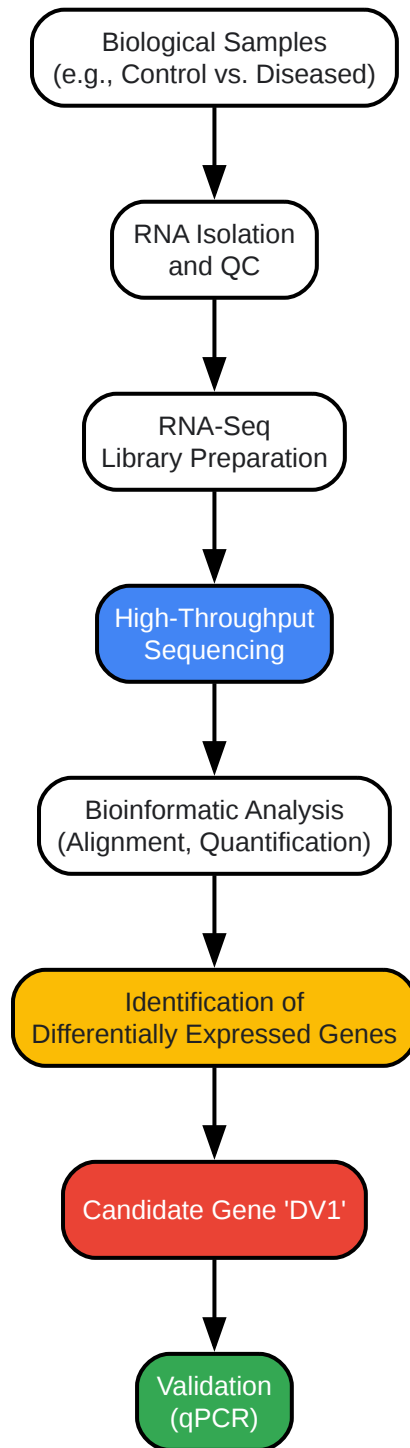 Biological Samples
(e.g., Control vs. Diseased)
RNA Isolation
and QC
RNA-Seq
Library Preparation
High-Throughput
Sequencing
Bioinformatic Analysis
(Alignment, Quantification)
Identification of
Differentially Expressed Genes
Candidate Gene 'DV1'
Validation
(qPCR)